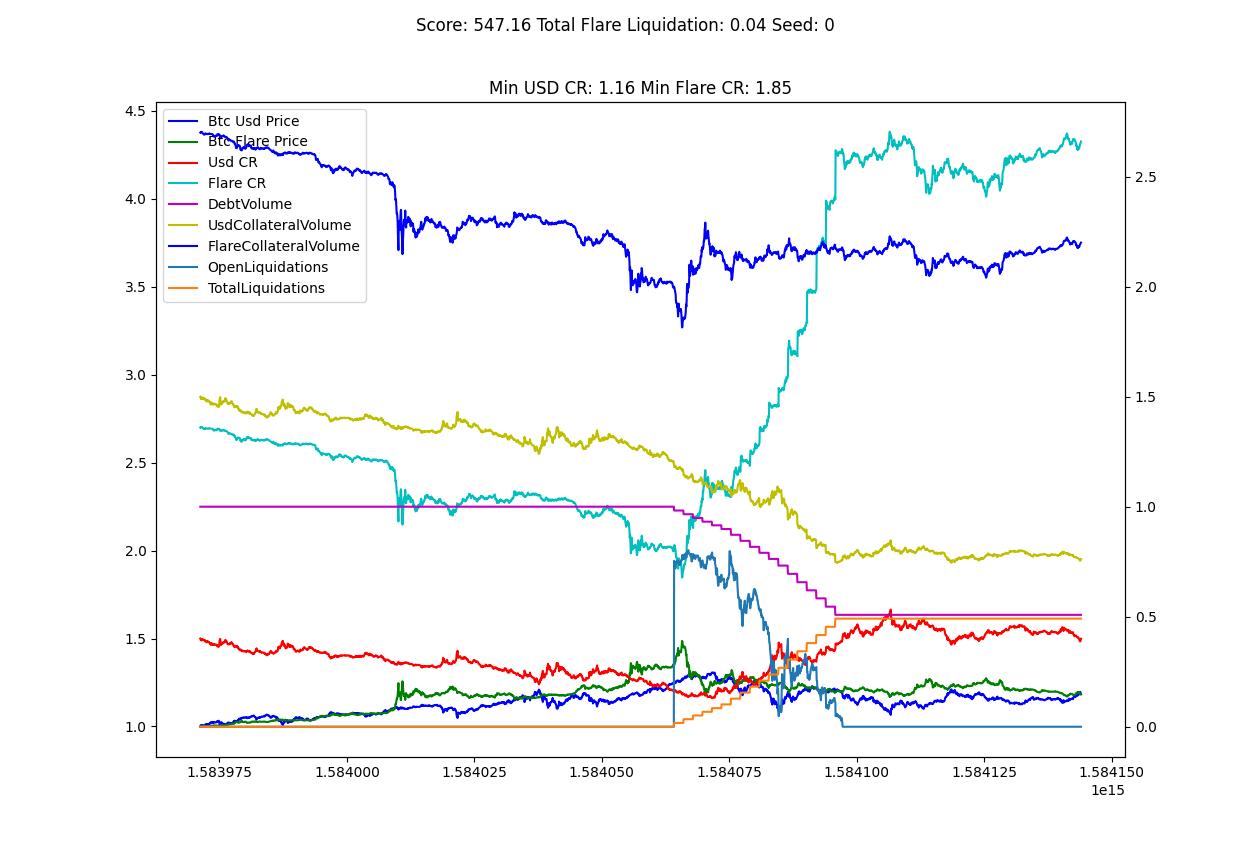 Score: 547.16 Total Flare Liquidation: 0.04 Seed: 0
Min USD CR: 1.16 Min Flare CR: 1.85
4.5
4.0
3.5
3.0
2.5
2.0
1.5
1.0
Btc Usd Price
Btc Flare Price
Usd CR
Flare CR
DebtVolume
UsdCollateralVolume
FlareCollateralVolume
OpenLiquidations
TotalLiquidations
2.5
2.0
1.5
1.0
0.5
0.0
1.583975 1.584000 1.584025 1.584050 1.584075 1.584100 1.584125 1.584150
1e15